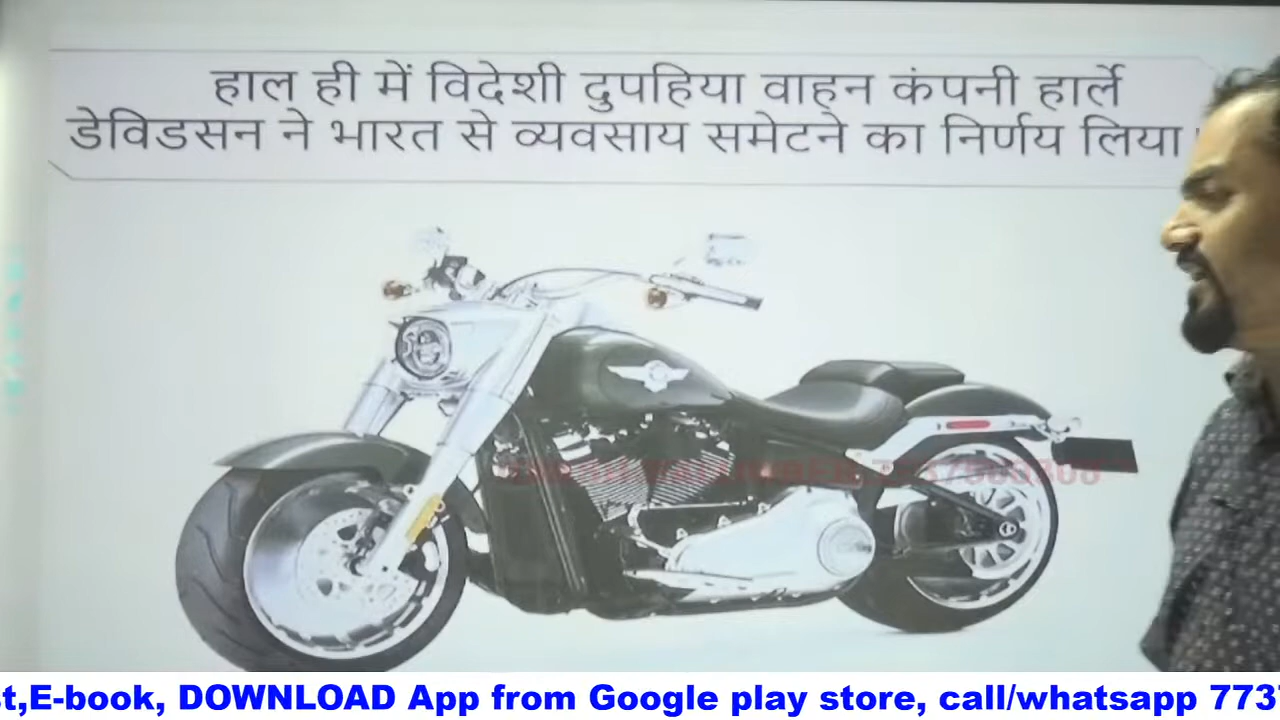 हाल ही में विदेशी दुपहिया वाहन कंपनी हार्ले
डेविडसन ने भारत से व्यवसाय समेटने का निर्णय लिया
st,E-book, DOWNLOAD App from Google play store, call/whatsapp 773